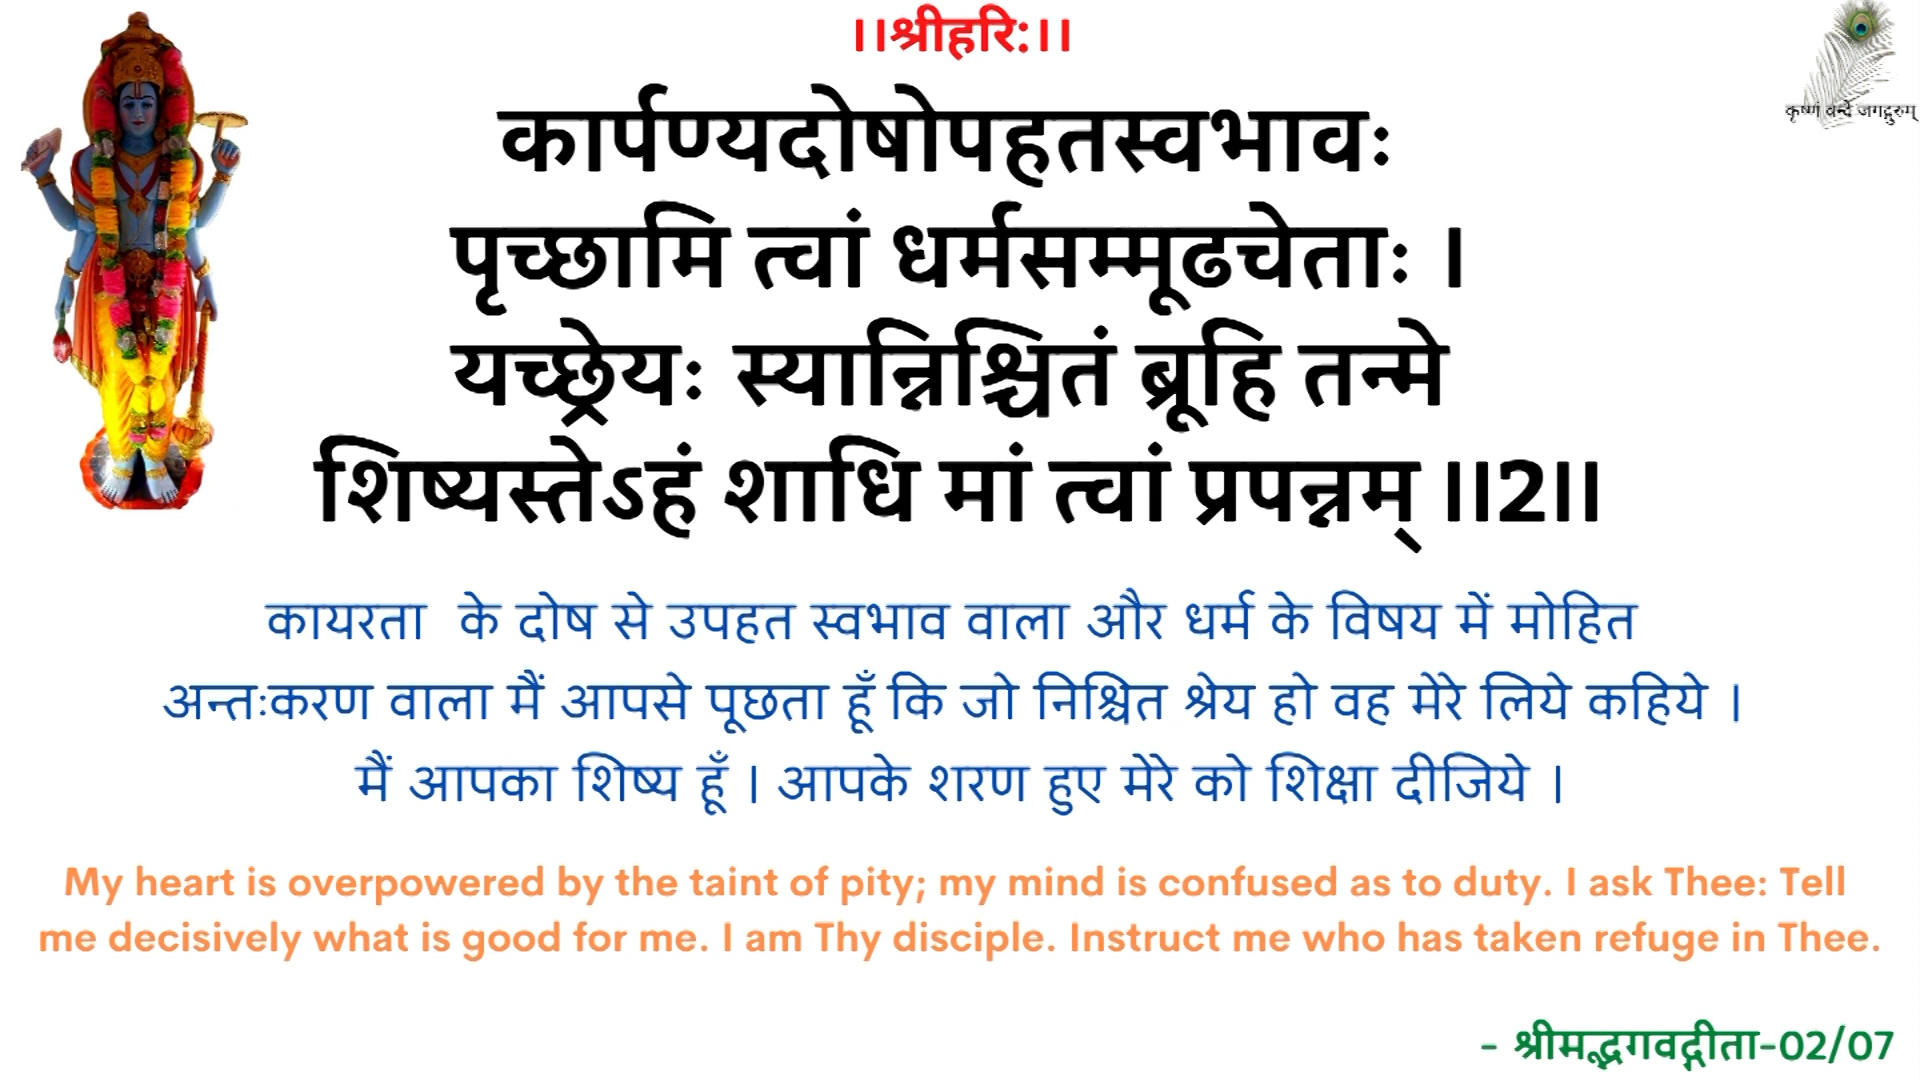 ।।श्रीहरि:।।
कृष्णं वन्दे जगद्गुरुम्
कार्पण्यदोषोपहतस्वभावः
पृच्छामि त्वां धर्मसम्मूढचेताः ।
यच्छ्रेयः स्यान्निश्चितं ब्रूहि तन्मे
शिष्यस्तेऽहं शाधि मां त्वां प्रपन्नम् ।।2।।
कायरता के दोष से उपहत स्वभाव वाला और धर्म के विषय में मोहित
अन्तःकरण वाला मैं आपसे पूछता हूँ कि जो निश्चित श्रेय हो वह मेरे लिये कहिये ।
मैं आपका शिष्य हूँ । आपके शरण हुए मेरे को शिक्षा दीजिये ।
My heart is overpowered by the taint of pity; my mind is confused as to duty. I ask Thee: Tell
me decisively what is good for me. I am Thy disciple. Instruct me who has taken refuge in Thee.
- श्रीमद्भगवद्गीता-02/07